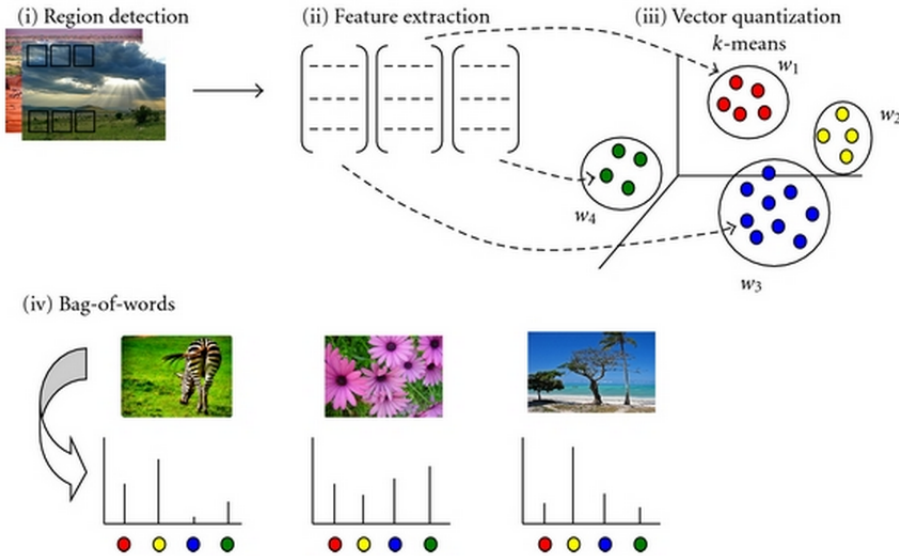 (i) Region detection
(ii) Feature extraction
(iii) Vector quantization
k-means
w1
w2
w4
w3
(iv) Bag-of-words